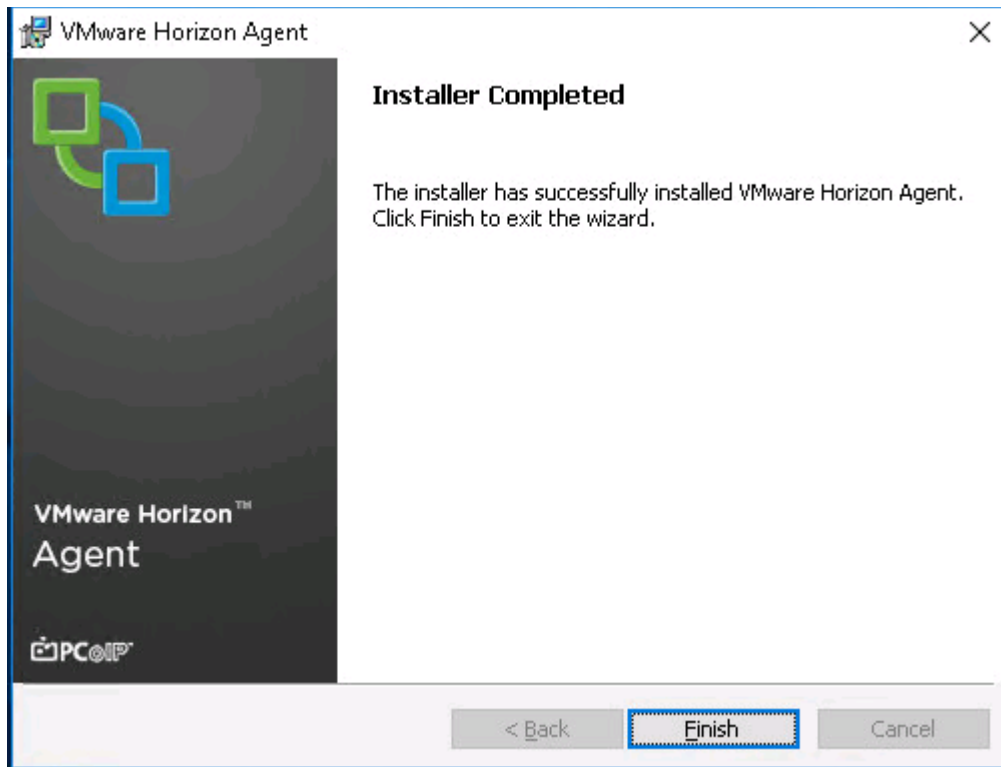 VMware Horizon Agent
Installer Completed
The installer has successfully installed VMware Horizon Agent.
Click Finish to exit the wizard.
VMware Horizon™
Agent
PCoIP
< Back
Finish
Cancel